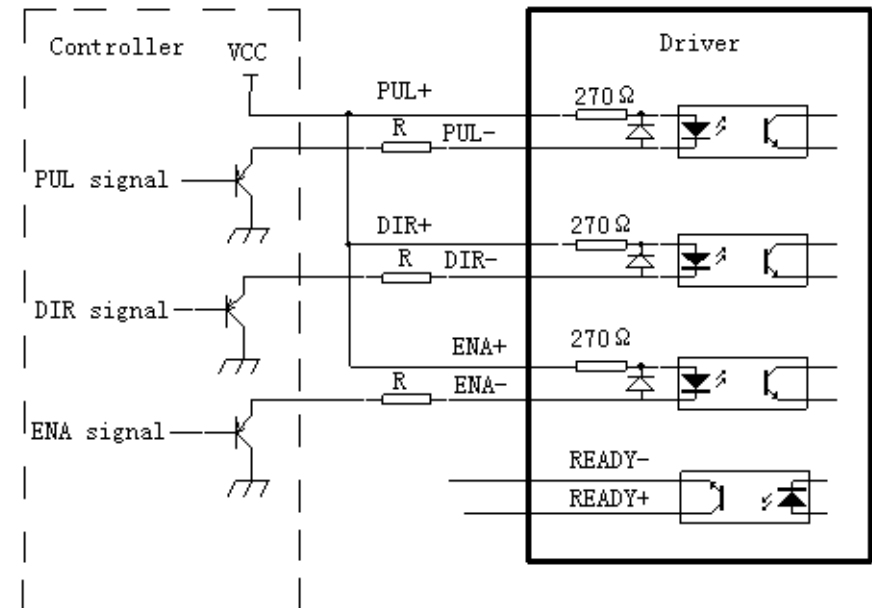 Controller
VCC
Driver
PUL+
270Ω
R
PUL-
PUL signal
DIR+
270Ω
R
DIR-
DIR signal
270Ω
ENA+
R
ENA-
ENA signal
READY-
READY+